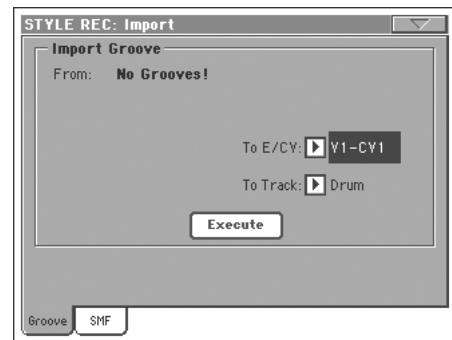 STYLE REC: Import
Import Groove
From: No Grooves!
To E/CV: V1-CV1
To Track: Drum
Execute
Groove SMF